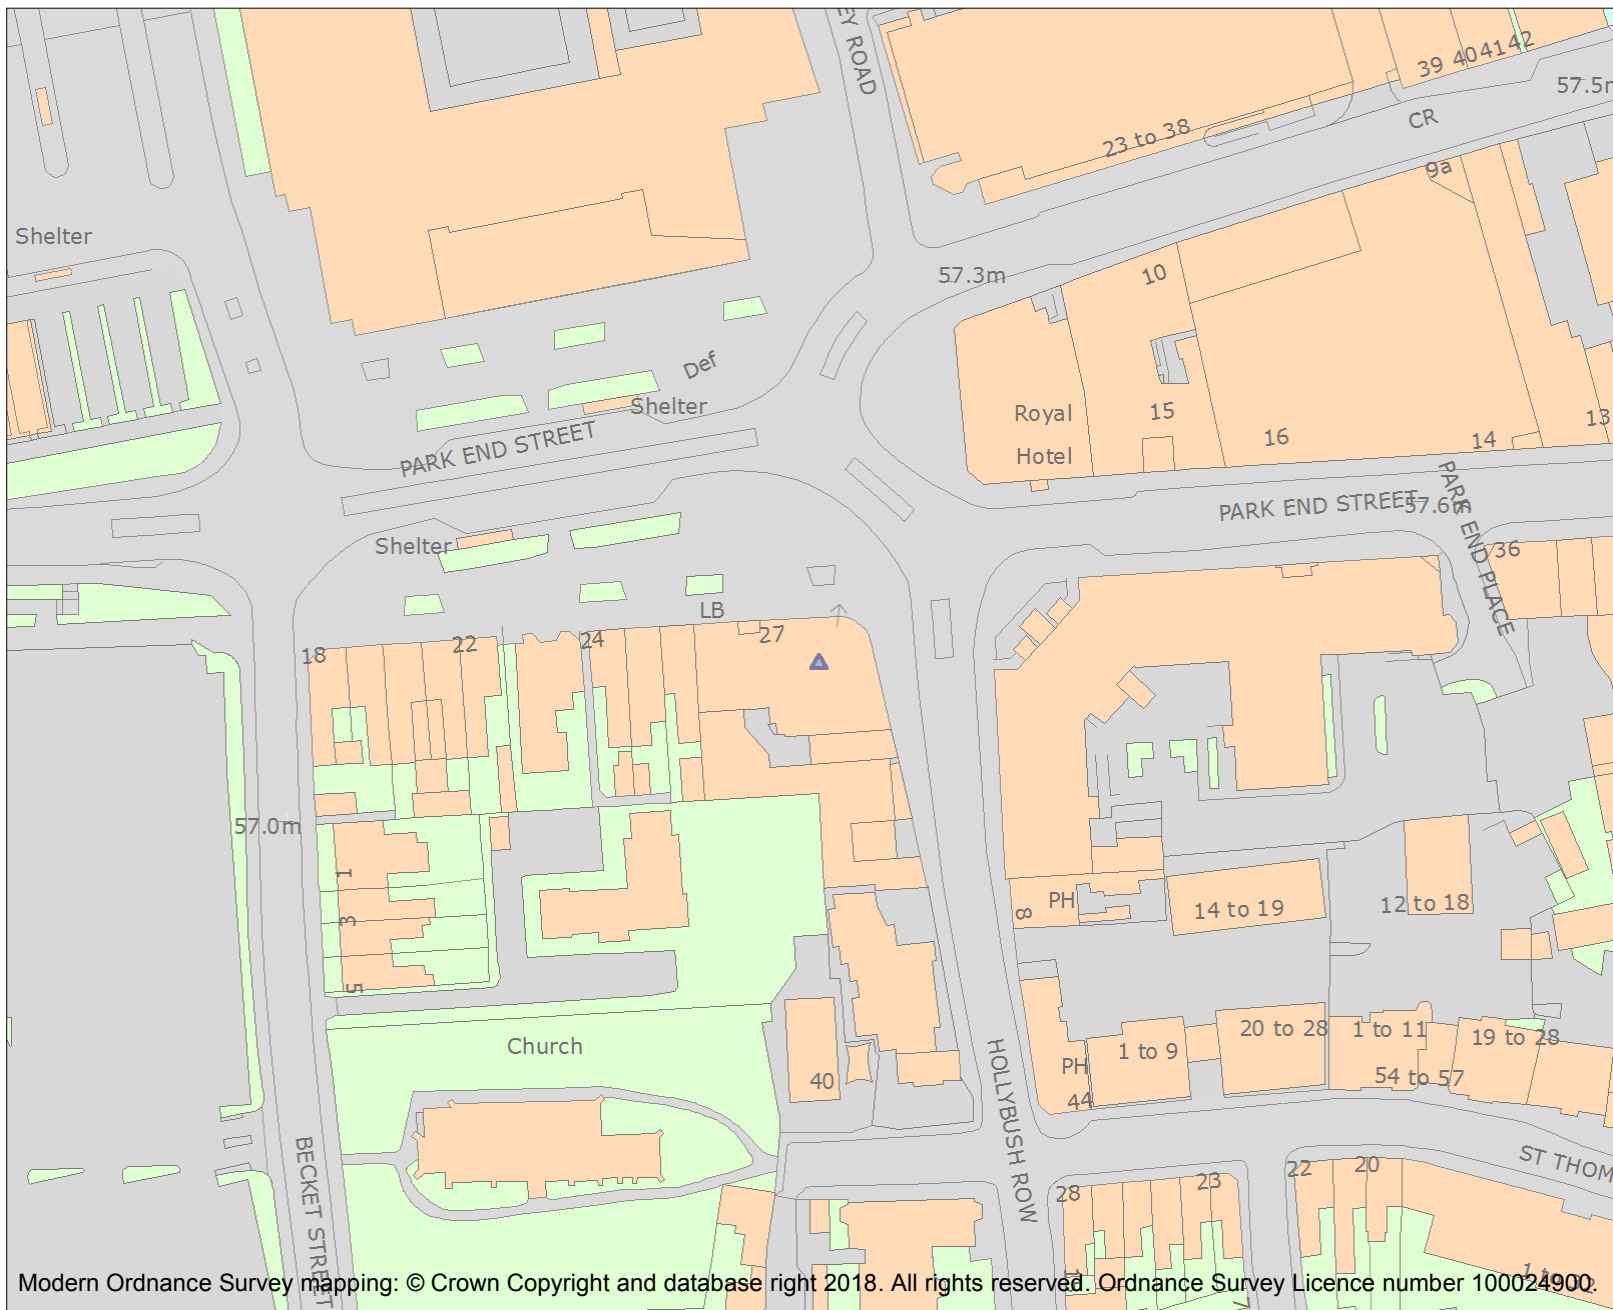 EY ROAD
39 40 41 42
57.5m
CR
23 to 38
9a
Shelter
57.3m
10
Def
Shelter
Royal
Hotel
15
16
14
13
PARK END STREET
PARK END STREET
57.6m
PARK END PLACE
36
Shelter
LB
18
22
24
27
57.0m
1
3
5
8
PH
14 to 19
12 to 18
Church
40
PH
44
1 to 9
20 to 28
1 to 11
54 to 57
19 to 28
HOLLYBUSH ROW
BECKET STREET
ST THOM
28
23
22
20
Modern Ordnance Survey mapping: © Crown Copyright and database right 2018. All rights reserved. Ordnance Survey Licence number 100024900.